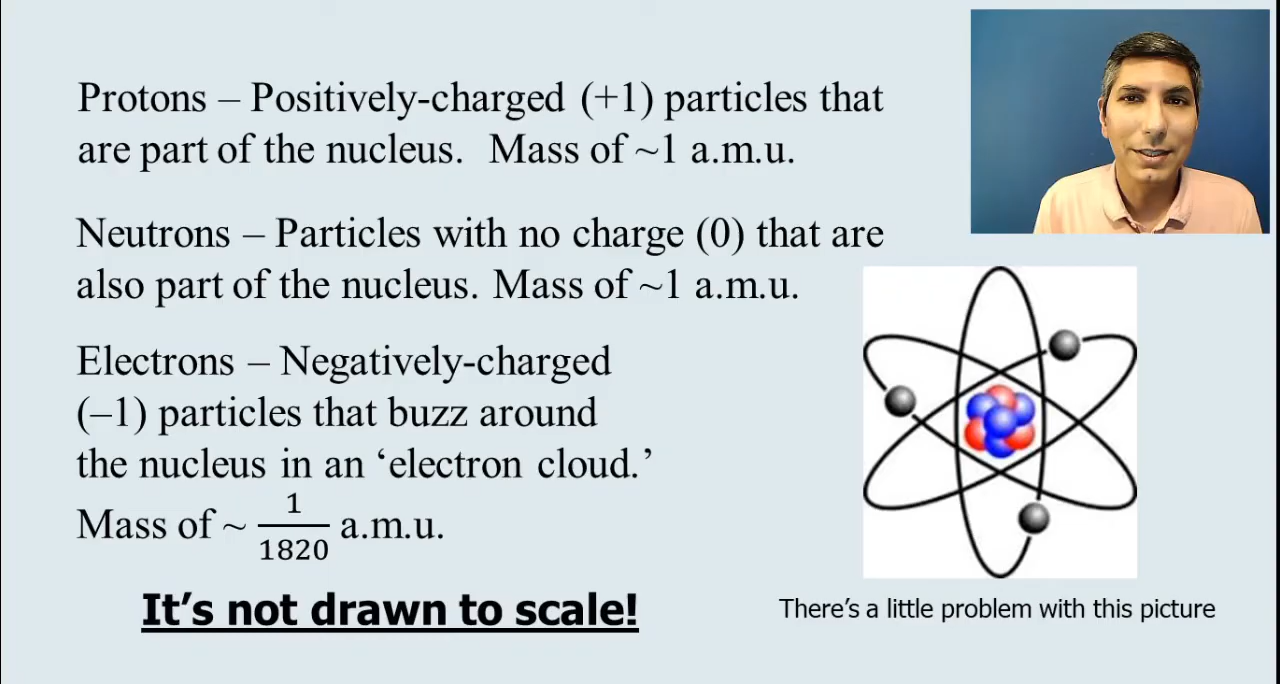 Protons – Positively-charged (+1) particles that
are part of the nucleus.  Mass of ~1 a.m.u.
Neutrons – Particles with no charge (0) that are
also part of the nucleus. Mass of ~1 a.m.u.
Electrons – Negatively-charged
(–1) particles that buzz around
the nucleus in an ‘electron cloud.’
Mass of ~ 1/1820 a.m.u.
It’s not drawn to scale!
There’s a little problem with this picture